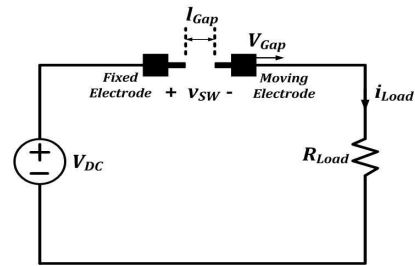 l_Gap
V_Gap
Fixed Electrode
+ v_SW -
Moving Electrode
i_Load
+
-
V_DC
R_Load